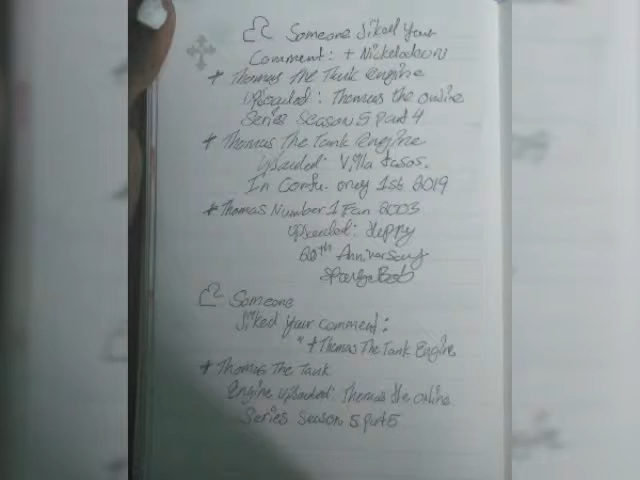 Someone liked your
Comment: + Nickelodeon
* Thomas The Tank engine
Uploaded: Thomas the online
Series Season 5 Part 4
* Thomas The Tank engine
Uploaded: Villa
In 1st 2019
* Thomas Number 1 Fan 2003
Uploaded: Happy
20th Anniversary
SpongeBob
Someone
liked your comment:
"+Thomas The Tank Engine
* Thomas The Tank
Engine uploaded: Thomas the online
Series Season 5 Part 5